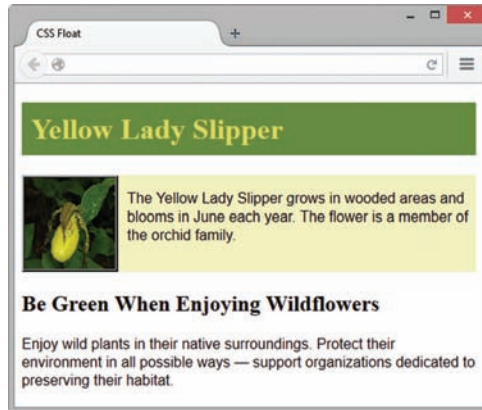 CSS Float
Yellow Lady Slipper
The Yellow Lady Slipper grows in wooded areas and
blooms in June each year. The flower is a member of
the orchid family.
Be Green When Enjoying Wildflowers
Enjoy wild plants in their native surroundings. Protect their
environment in all possible ways — support organizations dedicated to
preserving their habitat.